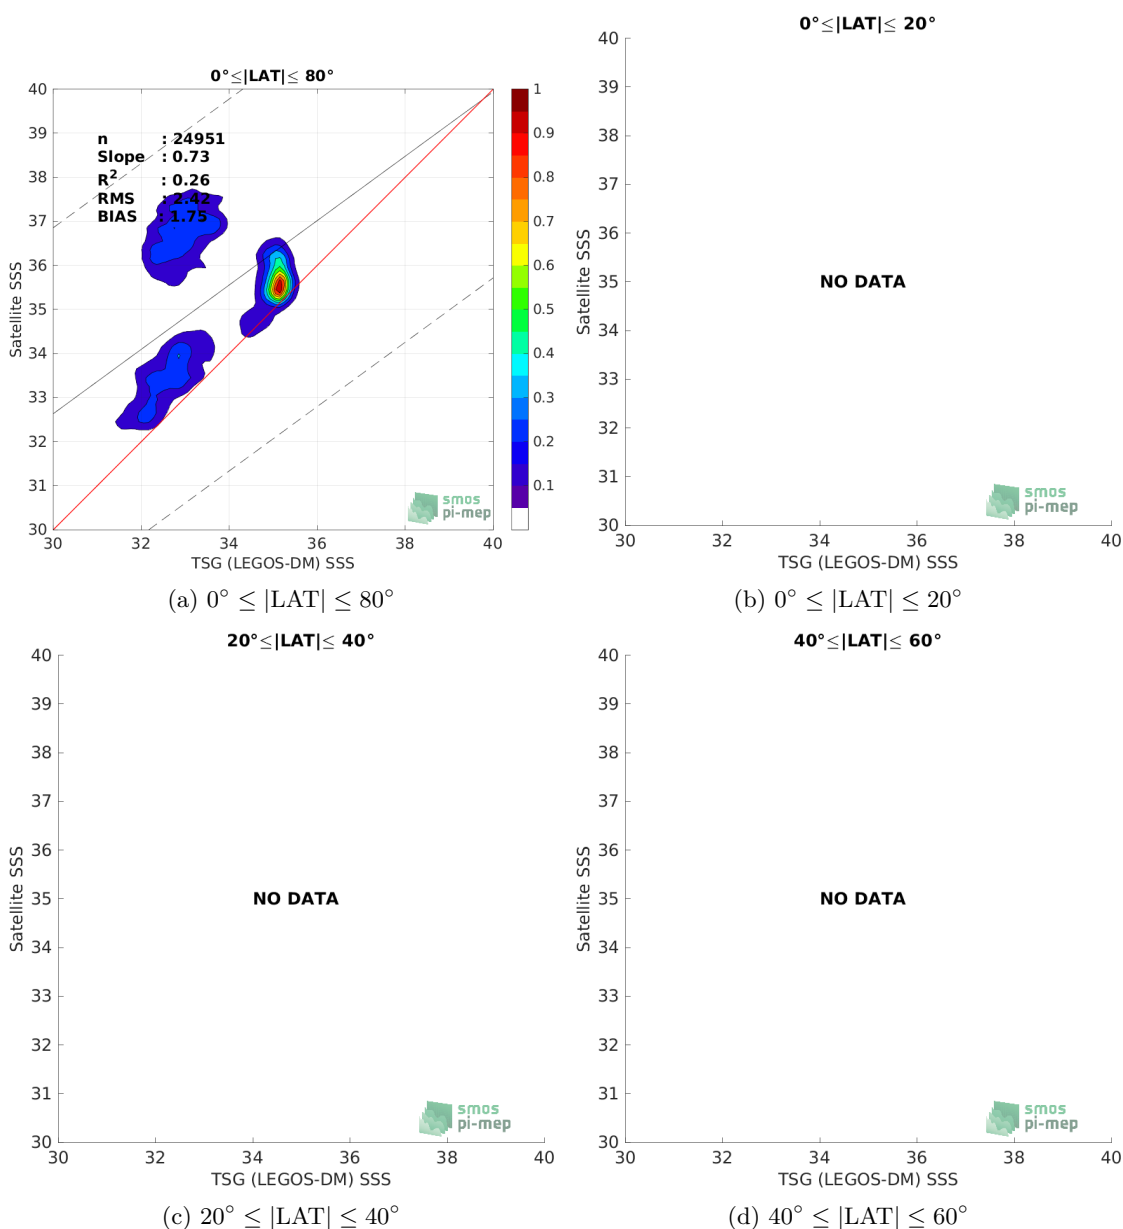 0°≤|LAT|≤ 80°
40
39
38
37
36
35
34
33
32
31
30
Satellite SSS
n : 24951
Slope : 0.73
R2 : 0.26
RMS : 2.42
BIAS : 1.75
1
0.9
0.8
0.7
0.6
0.5
0.4
0.3
0.2
0.1
smos
pi-mep
30 32 34 36 38 40
TSG (LEGOS-DM) SSS
(a) 0° ≤ |LAT| ≤ 80°
0°≤|LAT|≤ 20°
40
39
38
37
36
35
34
33
32
31
30
Satellite SSS
NO DATA
smos
pi-mep
30 32 34 36 38 40
TSG (LEGOS-DM) SSS
(b) 0° ≤ |LAT| ≤ 20°
20°≤|LAT|≤ 40°
40
39
38
37
36
35
34
33
32
31
30
Satellite SSS
NO DATA
smos
pi-mep
30 32 34 36 38 40
TSG (LEGOS-DM) SSS
(c) 20° ≤ |LAT| ≤ 40°
40°≤|LAT|≤ 60°
40
39
38
37
36
35
34
33
32
31
30
Satellite SSS
NO DATA
smos
pi-mep
30 32 34 36 38 40
TSG (LEGOS-DM) SSS
(d) 40° ≤ |LAT| ≤ 60°